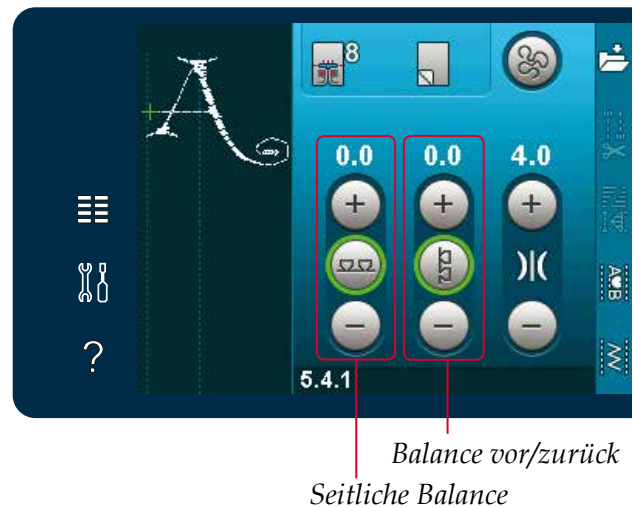 8
0.0 0.0 4.0
A♥B
?
5.4.1
Balance vor/zurück
Seitliche Balance